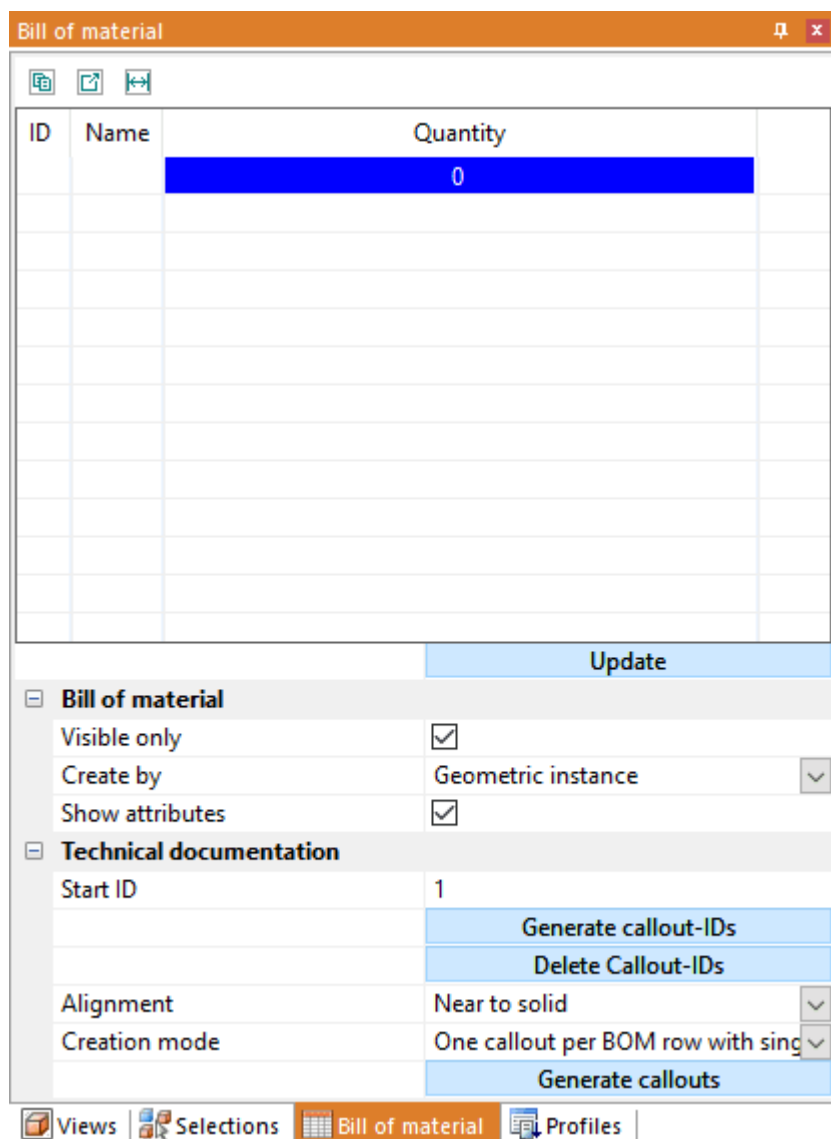 Bill of material
ID Name Quantity
0
Update
Bill of material
Visible only
Create by Geometric instance
Show attributes
Technical documentation
Start ID 1
Generate callout-IDs
Delete Callout-IDs
Alignment Near to solid
Creation mode One callout per BOM row with sing
Generate callouts
Views Selections Bill of material Profiles